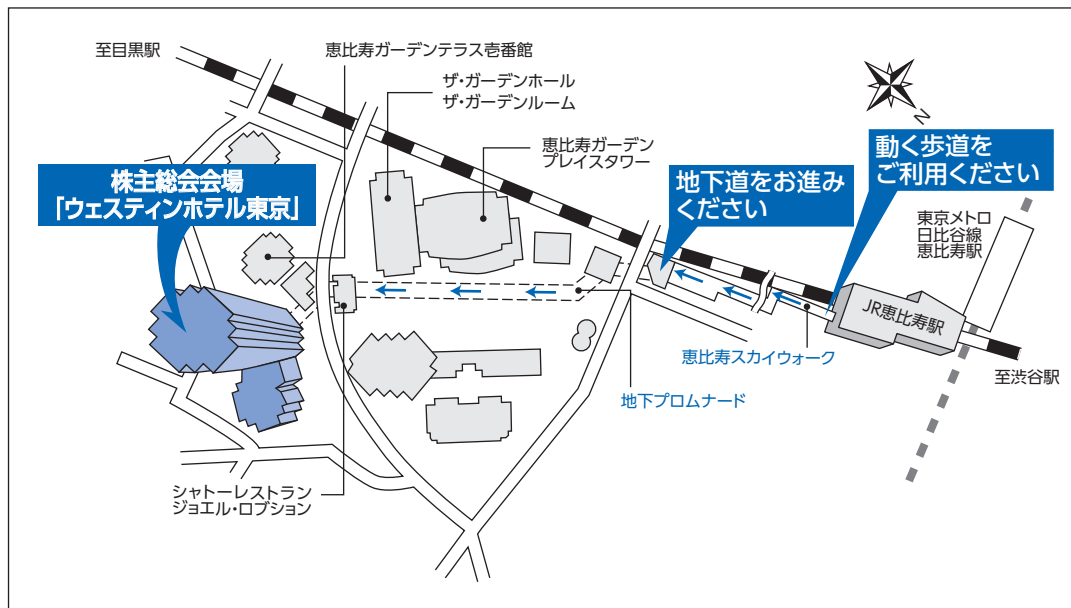 至目黒駅
恵比寿ガーデンテラス壱番館
ザ・ガーデンホール
ザ・ガーデンルーム
恵比寿ガーデン
プレイスタワー
N
動く歩道を
ご利用ください
地下道をお進み
ください
株主総会会場
「ウェスティンホテル東京」
東京メトロ
日比谷線
恵比寿駅
JR恵比寿駅
恵比寿スカイウォーク
至渋谷駅
地下プロムナード
シャトーレストラン
ジョエル・ロブション